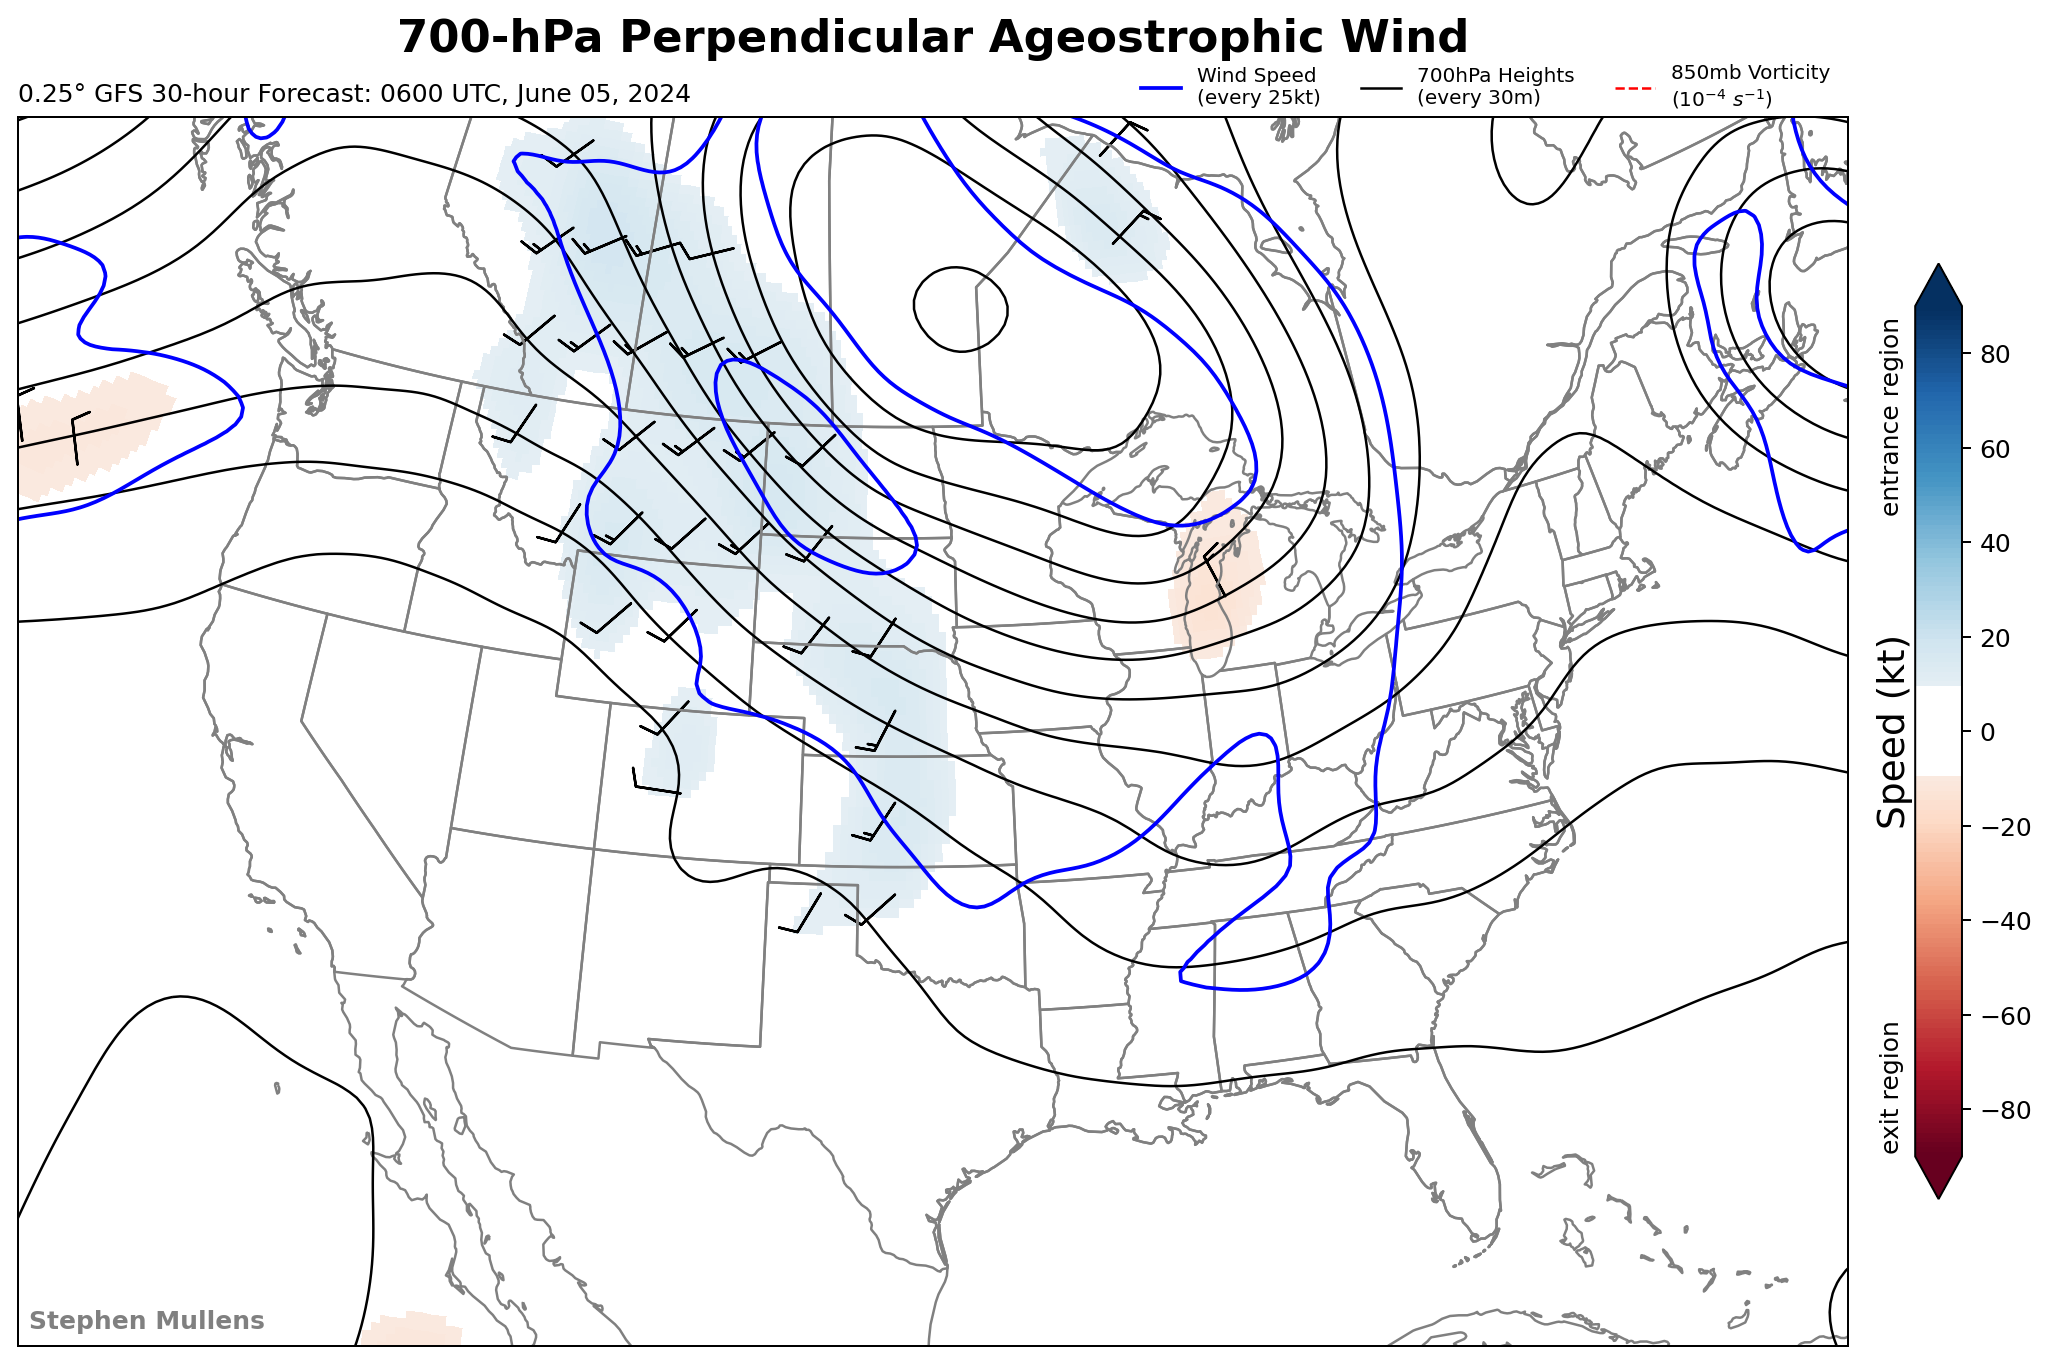 700-hPa Perpendicular Ageostrophic Wind
0.25° GFS 30-hour Forecast: 0600 UTC, June 05, 2024
Wind Speed
(every 25kt)
700hPa Heights
(every 30m)
850mb Vorticity
(10⁻⁴ s⁻¹)
entrance region
Speed (kt)
exit region
80
60
40
20
0
−20
−40
−60
−80
Stephen Mullens